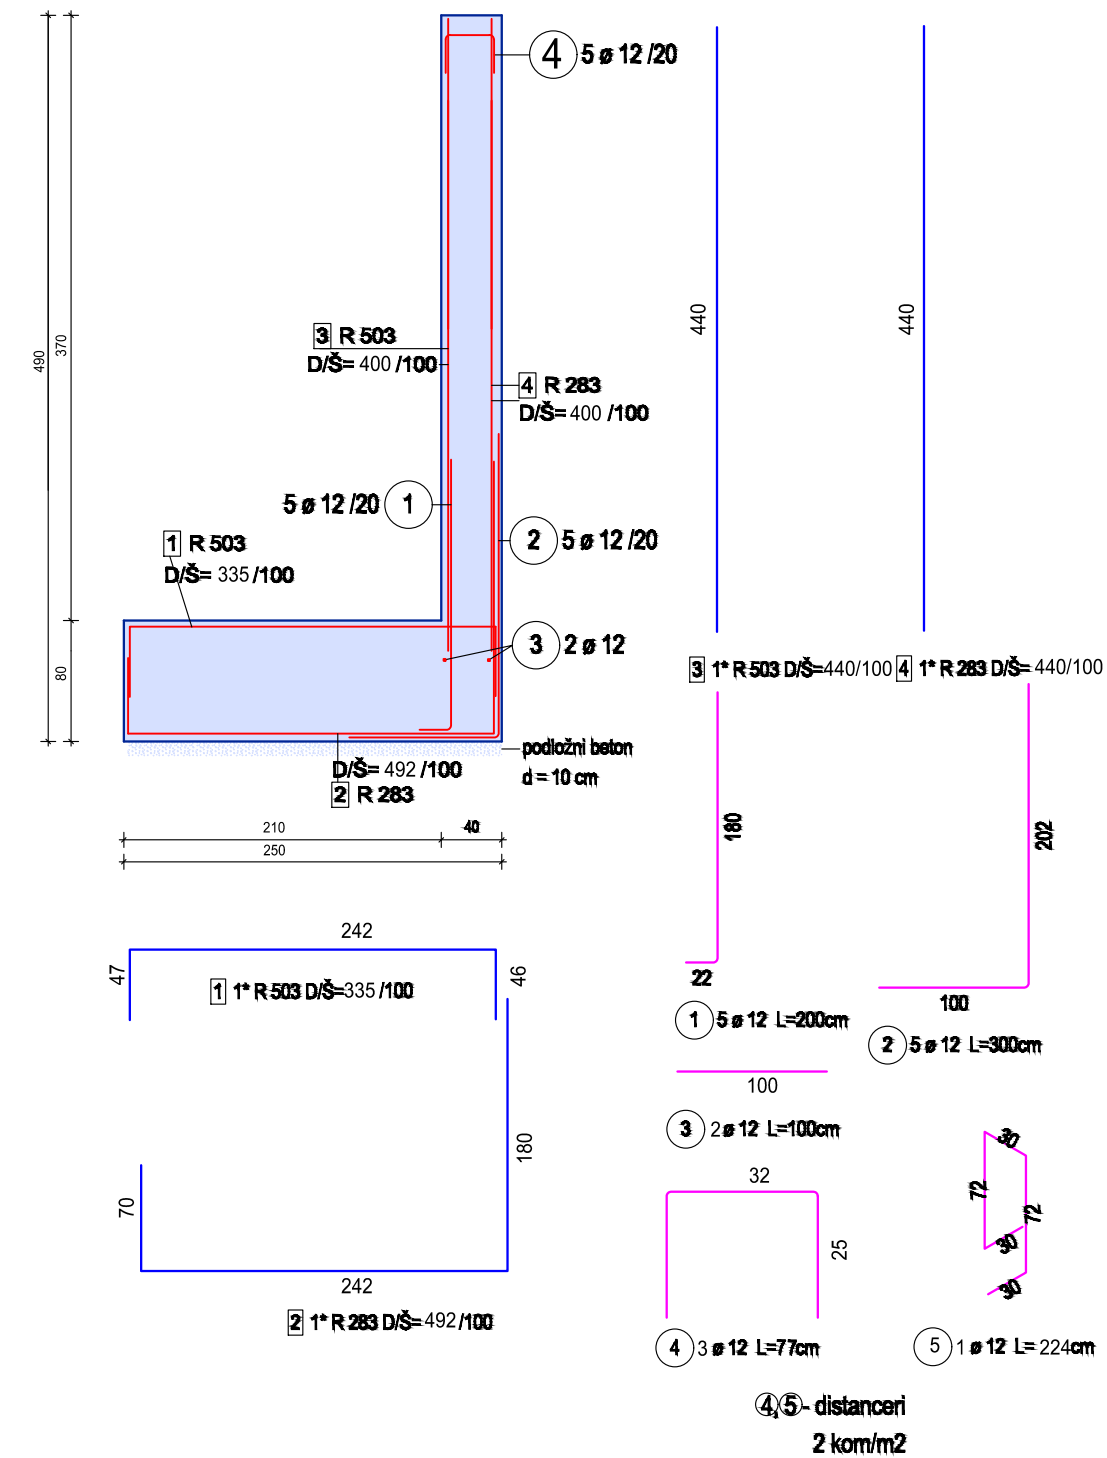 4 5 ø 12 /20
490
370
80
3 R 503
D/Š= 400 /100
4 R 283
D/Š= 400 /100
5 ø 12 /20 1
2 5 ø 12 /20
1 R 503
D/Š= 335 /100
3 2 ø 12
podložni beton
d = 10 cm
D/Š= 492 /100
2 R 283
210
40
250
440
440
3 1* R 503 D/Š=440/100
4 1* R 283 D/Š= 440/100
180
22
1 5 ø 12 L=200cm
202
100
2 5 ø 12 L=300cm
242
47
46
1 1* R 503 D/Š=335 /100
180
70
242
2 1* R 283 D/Š=492 /100
100
3 2 ø 12 L=100cm
32
25
4 3 ø 12 L=77cm
30
72
72
30
30
5 1 ø 12 L= 224cm
4,5 - distanceri
2 kom/m2